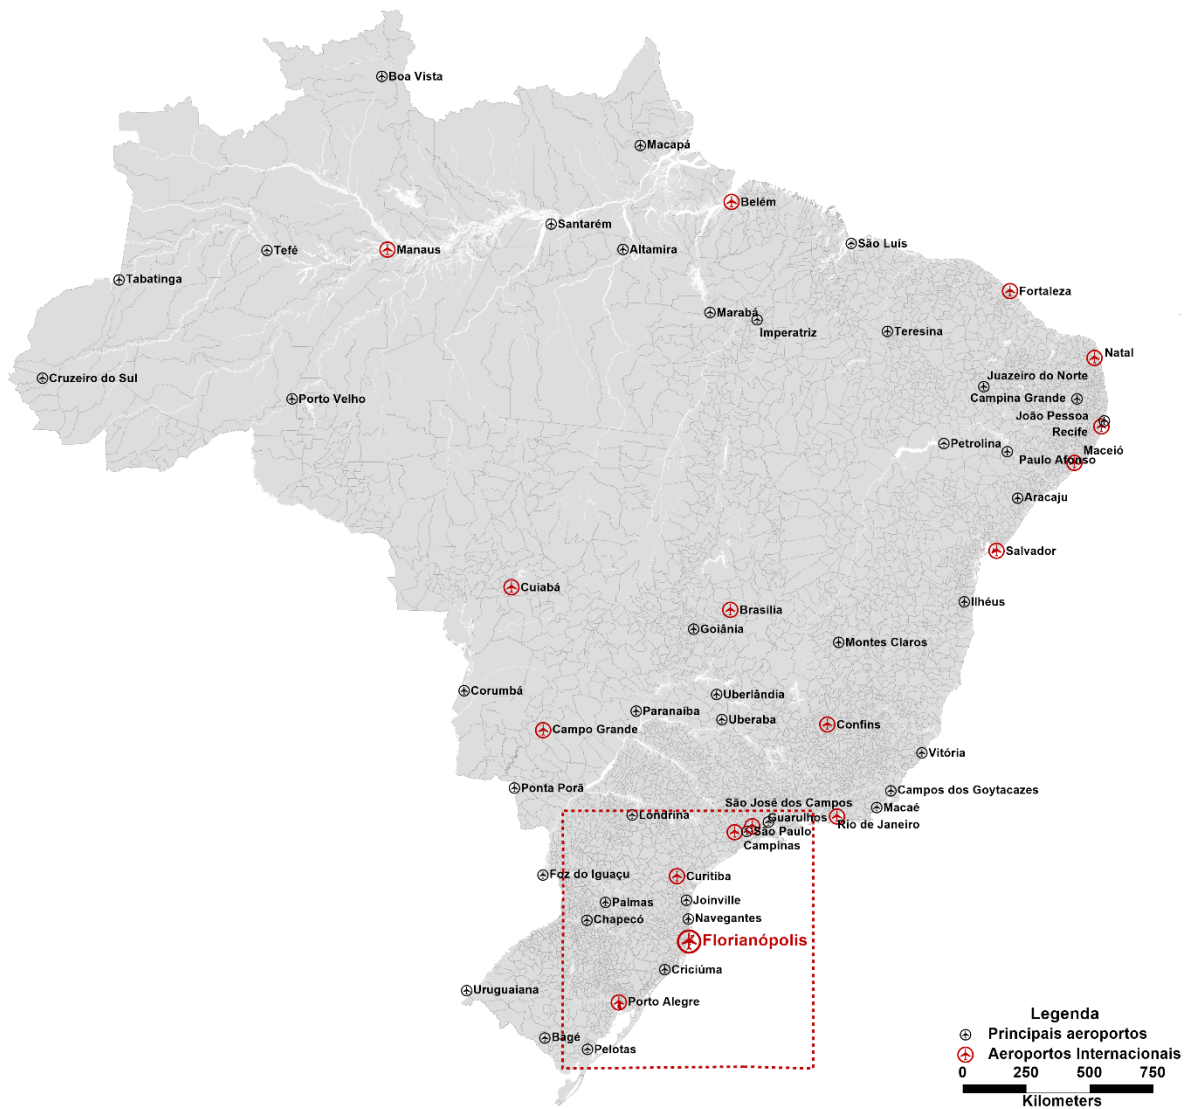 Boa Vista
Macapá
Belém
Santarém
São Luis
Tefé
Manaus
Altamira
Tabatinga
Fortaleza
Marabá
Imperatriz
Teresina
Natal
Juazeiro do Norte
Cruzeiro do Sul
Porto Velho
Campina Grande
João Pessoa
Recife
Petrolina
Maceió
Paulo Afonso
Aracaju
Salvador
Cuiabá
Ilhéus
Brasília
Goiânia
Montes Claros
Corumbá
Uberlândia
Paranaíba
Uberaba
Confins
Campo Grande
Vitória
Ponta Porã
Campos dos Goytacazes
São José dos Campos
Macaé
Londrina
Guarulhos
Rio de Janeiro
São Paulo
Campinas
Foz do Iguaçu
Curitiba
Palmas
Joinville
Chapecó
Navegantes
Florianópolis
Criciúma
Uruguaiana
Porto Alegre
Bagé
Pelotas
Legenda
Principais aeroportos
Aeroportos Internacionais
0 250 500 750
Kilometers